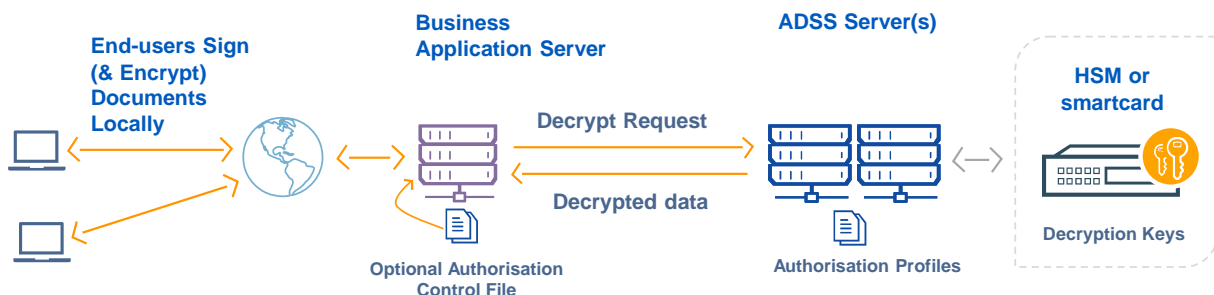 End-users Sign
(& Encrypt)
Documents
Locally
Business
Application Server
ADSS Server(s)
HSM or
smartcard
Decrypt Request
Decrypted data
Optional Authorisation
Control File
Authorisation Profiles
Decryption Keys